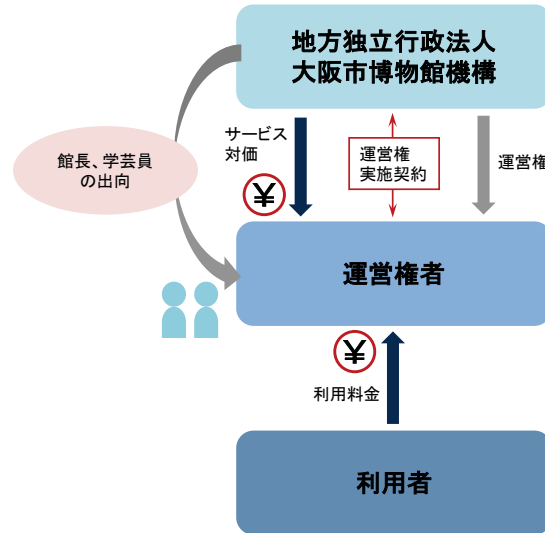 地方独立行政法人
大阪市博物館機構
サービス
対価
¥
運営権
実施契約
運営権
館長、学芸員
の出向
運営権者
¥
利用料金
利用者